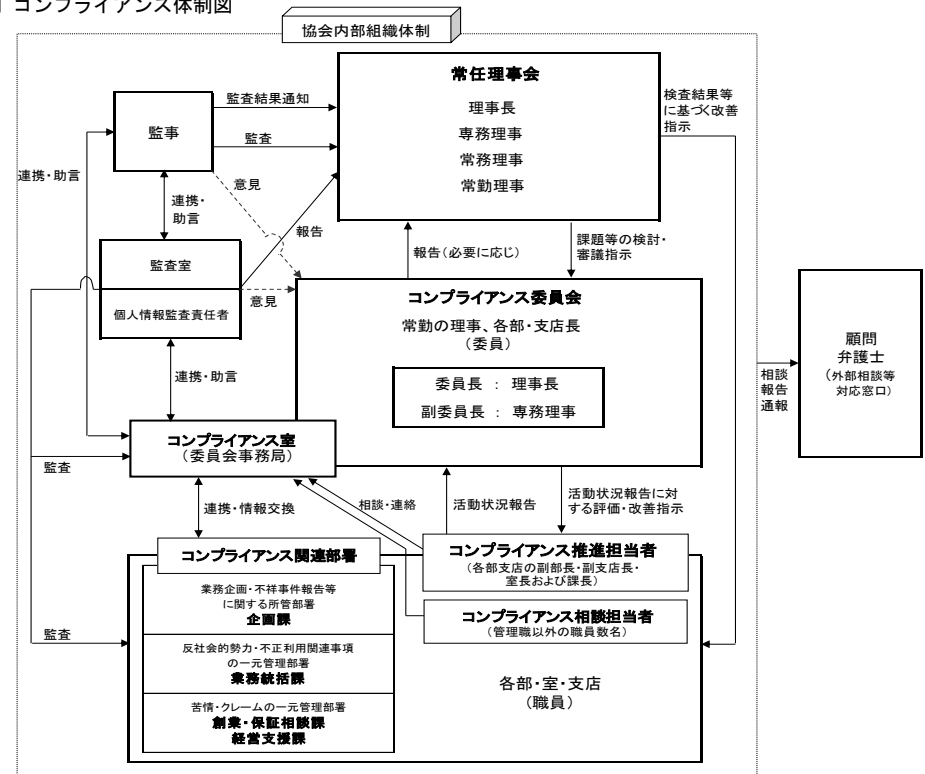 コンプライアンス体制図
協会内部組織体制
常任理事会
理事長
専務理事
常務理事
常勤理事
監事
監査結果通知
監査
検査結果等
に基づく改善
指示
連携・助言
意見
連携・
助言
報告
監査室
個人情報監査責任者
意見
報告（必要に応じ）
課題等の検討・
審議指示
コンプライアンス委員会
常勤の理事、各部・支店長
（委員）
委員長 ： 理事長
副委員長 ： 専務理事
顧問
弁護士
（外部相談等
対応窓口）
相談
報告
通報
連携・助言
コンプライアンス室
（委員会事務局）
監査
連携・情報交換
相談・連絡
活動状況報告
活動状況報告に対
する評価・改善指示
コンプライアンス関連部署
業務企画・不祥事件報告等
に関する所管部署
企画課
反社会的勢力・不正利用関連事項
の一元管理部署
業務統括課
苦情・クレームの一元管理部署
創業・保証相談課
経営支援課
コンプライアンス推進担当者
（各部支店の副部長・副支店長・
室長および課長）
コンプライアンス相談担当者
（管理職以外の職員数名）
監査
各部・室・支店
（職員）